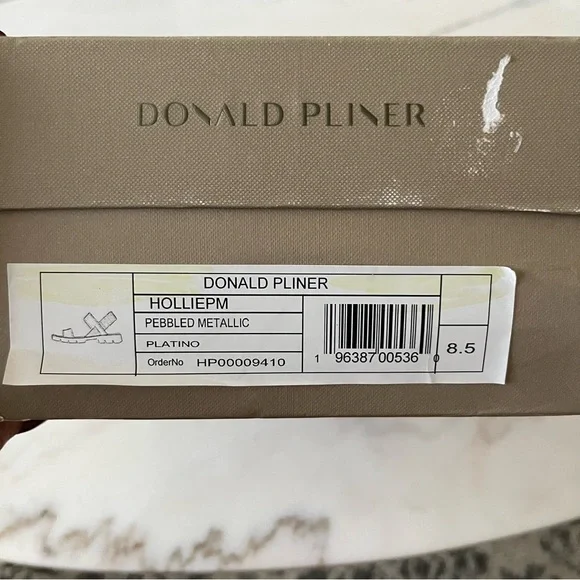 DONALD PLINER
DONALD PLINER
HOLLIEPM
PEBBLED METALLIC
PLATINO
OrderNo HP00009410
1 96387 00536 0
8.5